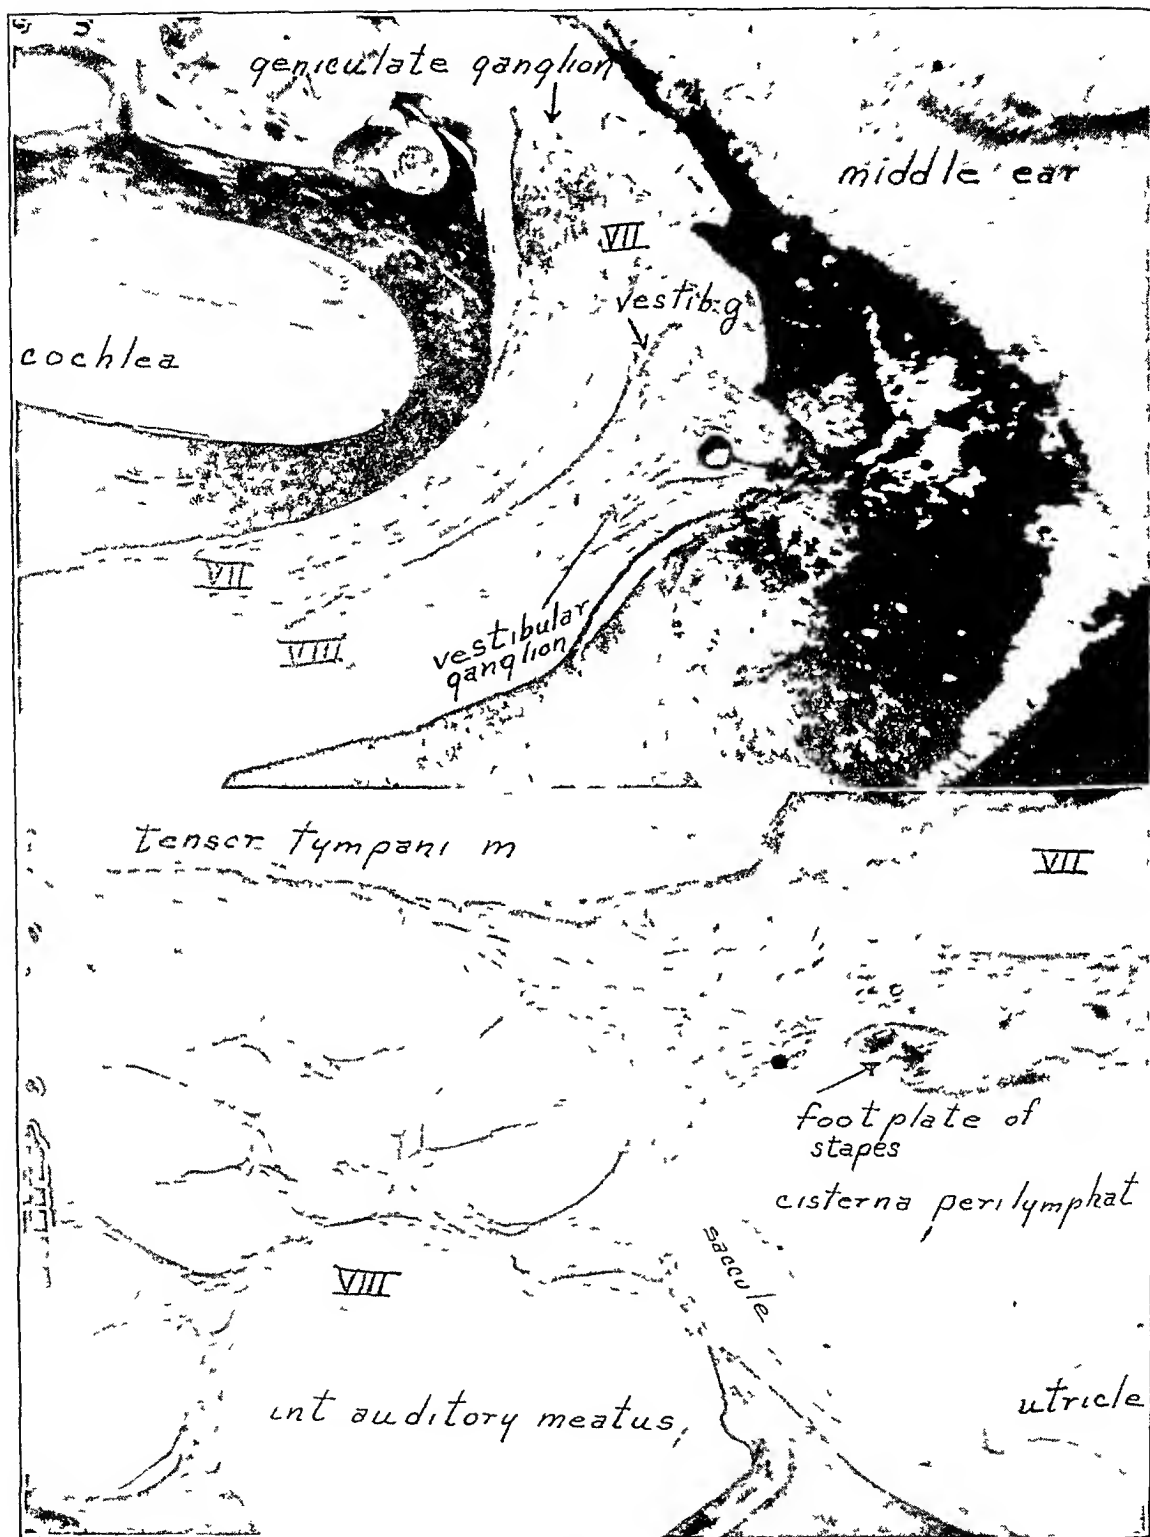 geniculate ganglion
middle ear
VII
vestib. g
cochlea
VII
VIII
vestibular
ganglion
tensor tympani m
VII
foot plate of
stapes
cisterna perilymphat
saccule
VIII
int auditory meatus
utricle